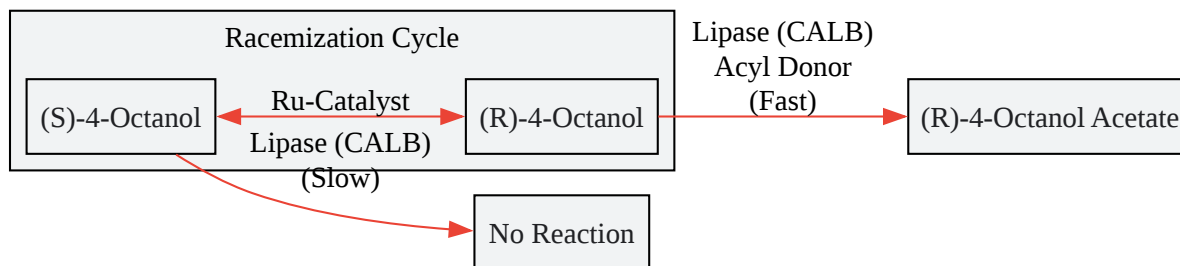 Racemization Cycle
(S)-4-Octanol
Ru-Catalyst
(R)-4-Octanol
Lipase (CALB)
Acyl Donor
(Fast)
(R)-4-Octanol Acetate
Lipase (CALB)
(Slow)
No Reaction